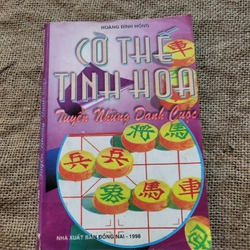 HOÀNG ĐÌNH HỒNG
CỜ THẾ
TINH HOA
Tuyển Những Danh Cuộc
車
將
馬
兵
兵
象
馬
車
NHÀ XUẤT BẢN ĐỒNG NAI - 1998